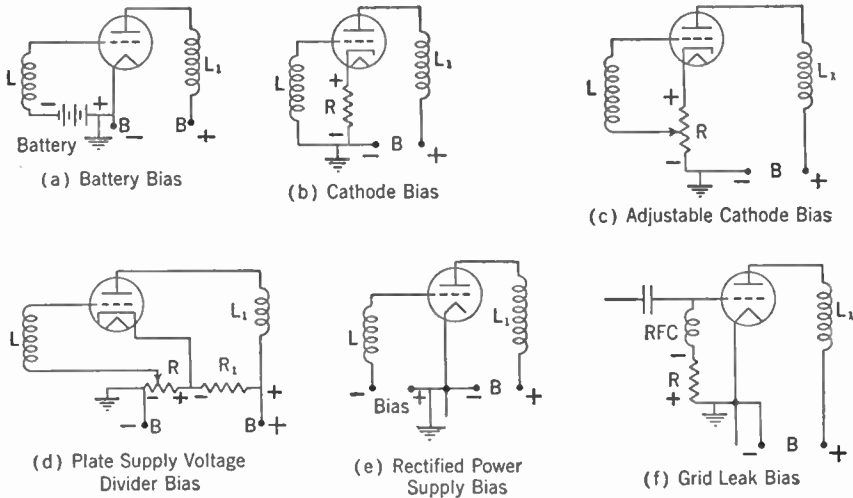 L
L₁
−
+
B
−
B
+
Battery
(a) Battery Bias
L
+
R
−
L₁
− B +
(b) Cathode Bias
L
+
R
−
L₁
− B +
(c) Adjustable Cathode Bias
L
L₁
R
R₁
− + − +
− B
B +
(d) Plate Supply Voltage
Divider Bias
L
L₁
−
Bias
+
− B +
(e) Rectified Power
Supply Bias
RFC
−
R
+
L₁
− B +
(f) Grid Leak Bias